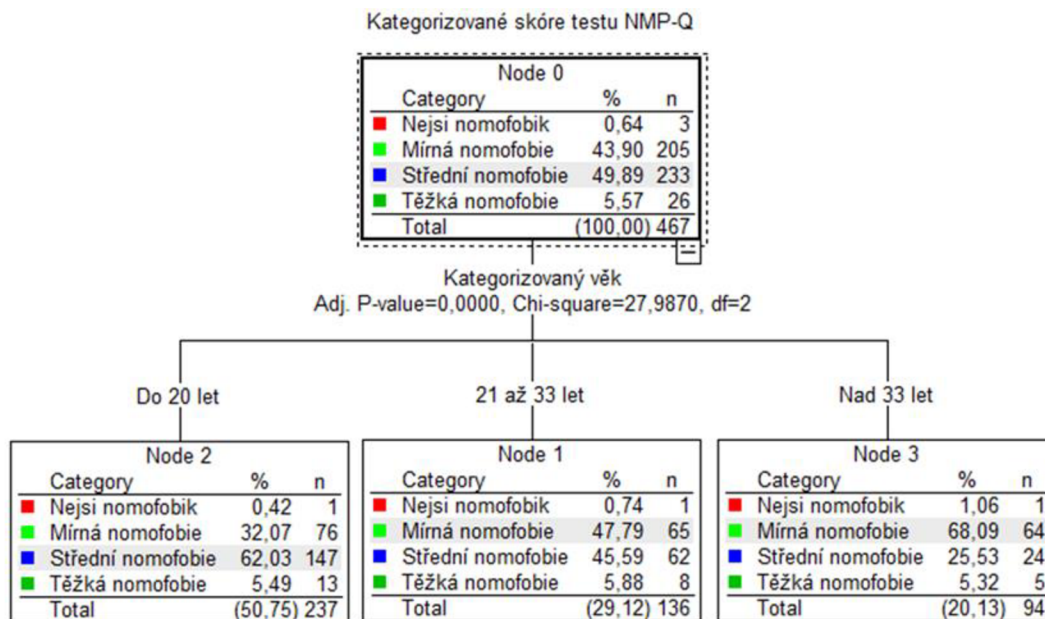 Kategorizované skóre testu NMP-Q
Node 0
Category % n
Nejsi nomofobik 0,64 3
Mírná nomofobie 43,90 205
Střední nomofobie 49,89 233
Těžká nomofobie 5,57 26
Total (100,00) 467
Kategorizovaný věk
Adj. P-value=0,0000, Chi-square=27,9870, df=2
Do 20 let
21 až 33 let
Nad 33 let
Node 2
Category % n
Nejsi nomofobik 0,42 1
Mírná nomofobie 32,07 76
Střední nomofobie 62,03 147
Těžká nomofobie 5,49 13
Total (50,75) 237
Node 1
Category % n
Nejsi nomofobik 0,74 1
Mírná nomofobie 47,79 65
Střední nomofobie 45,59 62
Těžká nomofobie 5,88 8
Total (29,12) 136
Node 3
Category % n
Nejsi nomofobik 1,06 1
Mírná nomofobie 68,09 64
Střední nomofobie 25,53 24
Těžká nomofobie 5,32 5
Total (20,13) 94